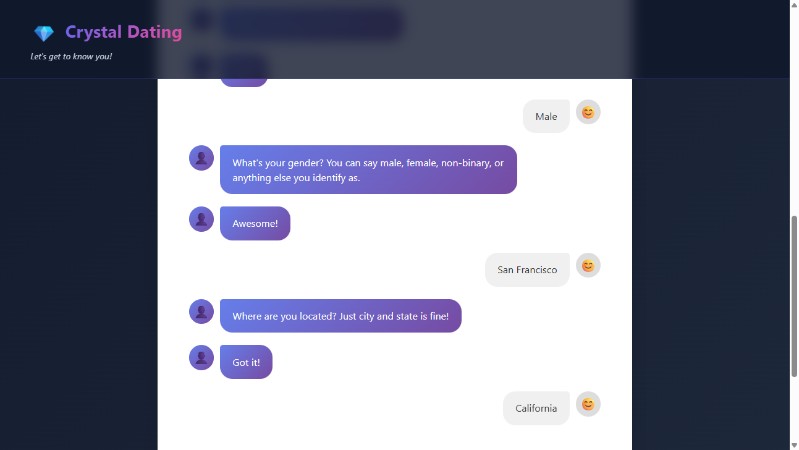 Crystal Dating
Let's get to know you!
Male
What's your gender? You can say male, female, non-binary, or
anything else you identify as.
Awesome!
San Francisco
Where are you located? Just city and state is fine!
Got it!
California